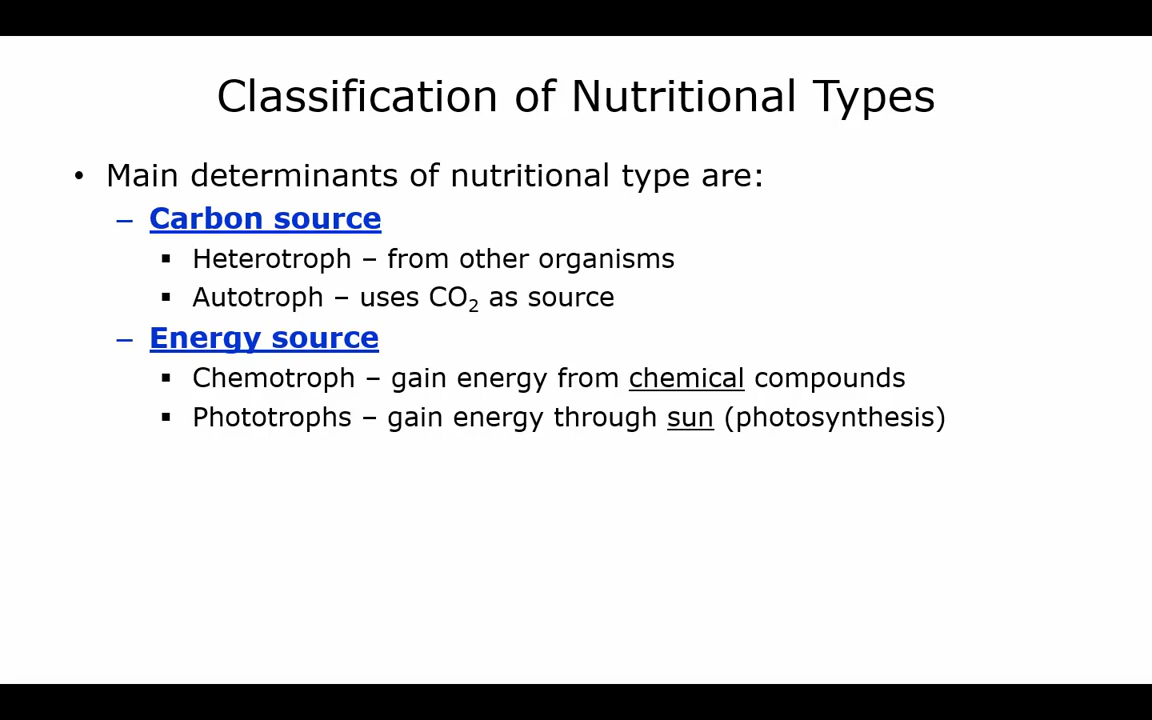 Classification of Nutritional Types
• Main determinants of nutritional type are:
– Carbon source
▪ Heterotroph – from other organisms
▪ Autotroph – uses CO₂ as source
– Energy source
▪ Chemotroph – gain energy from chemical compounds
▪ Phototrophs – gain energy through sun (photosynthesis)